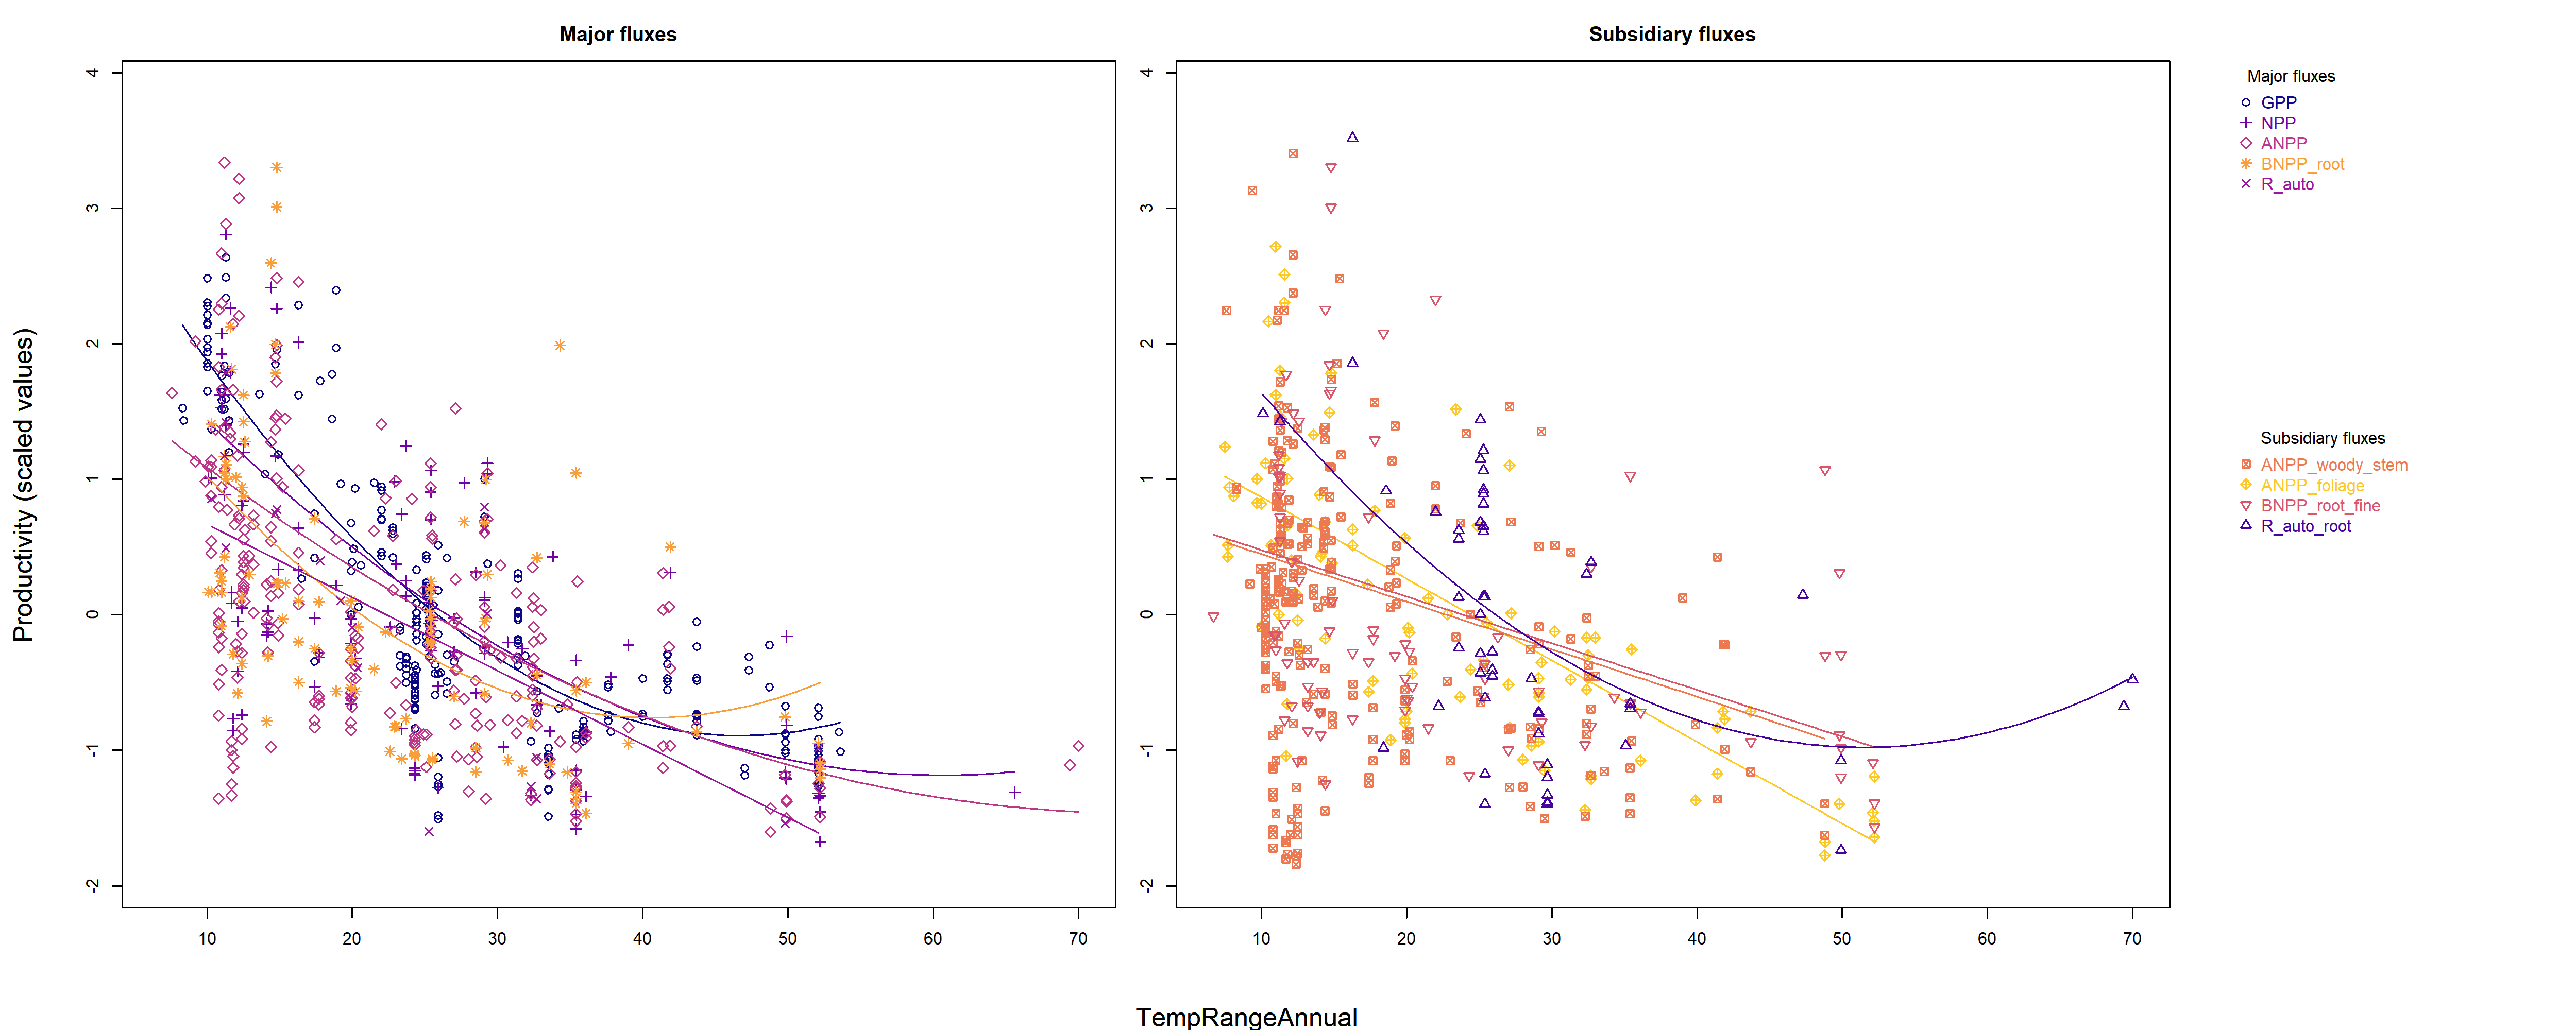 Major fluxes
Subsidiary fluxes
Productivity (scaled values)
4
3
2
1
0
-1
-2
10 20 30 40 50 60 70
4
3
2
1
0
-1
-2
10 20 30 40 50 60 70
TempRangeAnnual
Major fluxes
GPP
NPP
ANPP
BNPP_root
R_auto
Subsidiary fluxes
ANPP_woody_stem
ANPP_foliage
BNPP_root_fine
R_auto_root